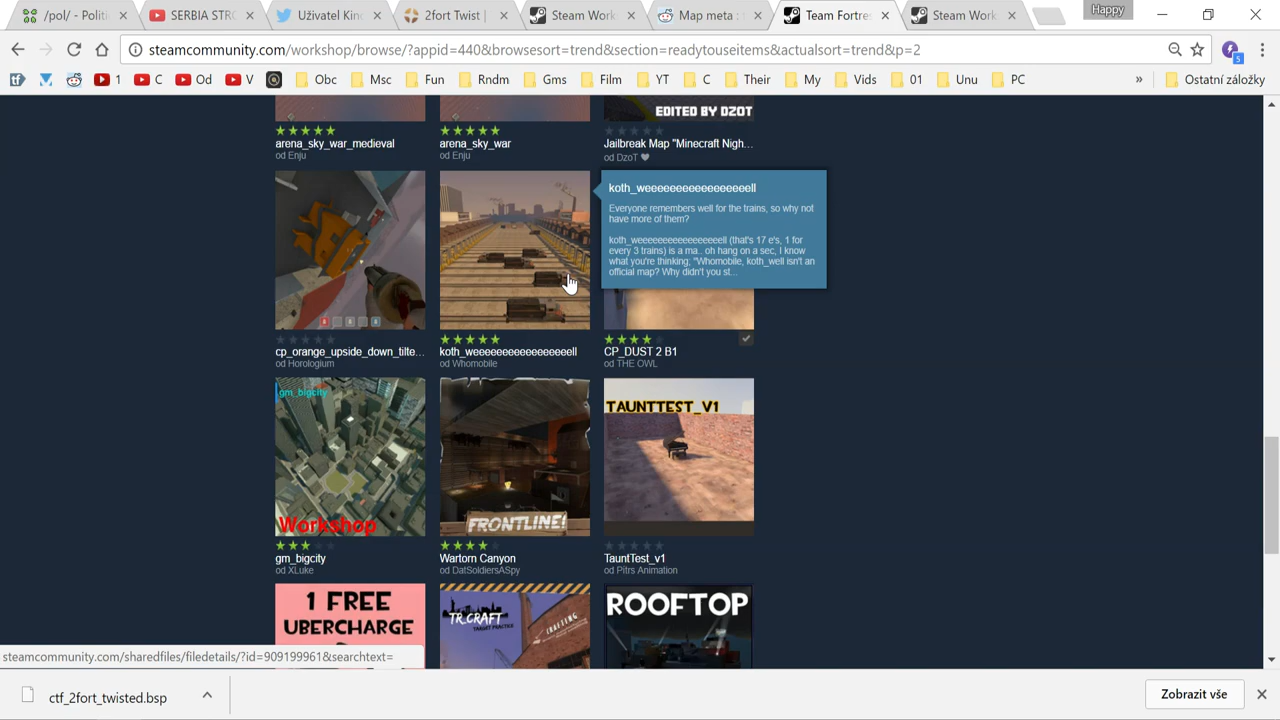 /pol/ - Politi
SERBIA STRO
Uživatel Kin
2fort Twist |
Steam Work
Map meta : s
Team Fortre
Steam Work
Happy
steamcommunity.com/workshop/browse/?appid=440&browsesort=trend&section=readytouseitems&actualsort=trend&p=2
5
tf
1
C
Od
V
Obc
Msc
Fun
Rndm
Gms
Film
YT
C
Their
My
Vids
01
Unu
PC
»
Ostatní záložky
EDITED BY DZOT
arena_sky_war_medieval
od Enju
arena_sky_war
od Enju
Jailbreak Map "Minecraft Nigh...
od DzoT
koth_weeeeeeeeeeeeeeeeell
Everyone remembers well for the trains, so why not
have more of them?
koth_weeeeeeeeeeeeeeeeell (that's 17 e's, 1 for
every 3 trains) is a ma.. oh hang on a sec, I know
what you're thinking; "Whomobile, koth_well isn't an
official map? Why didn't you st...
cp_orange_upside_down_tilte...
od Horologium
koth_weeeeeeeeeeeeeeeeell
od Whomobile
CP_DUST 2 B1
od THE OWL
gm_bigcity
Workshop
FRONTLINE!
TAUNTTEST_V1
gm_bigcity
od XLuke
Wartorn Canyon
od DatSoldiersASpy
TauntTest_v1
od Pitrs Animation
1 FREE
UBERCHARGE
TR_CRAFT
TAUNT PRACTICE
ROOFTOP
steamcommunity.com/sharedfiles/filedetails/?id=909199961&searchtext=
ctf_2fort_twisted.bsp
Zobrazit vše